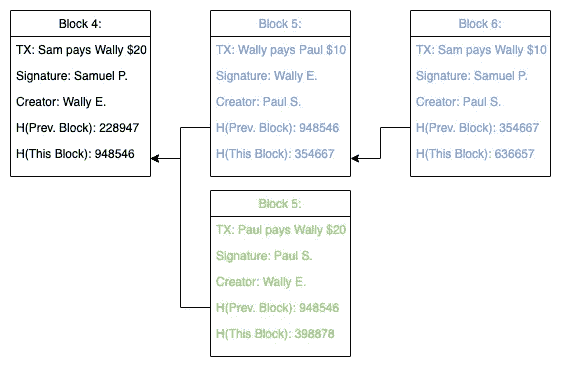 Block 4:
TX: Sam pays Wally $20
Signature: Samuel P.
Creator: Wally E.
H(Prev. Block): 228947
H(This Block): 948546
Block 5:
TX: Wally pays Paul $10
Signature: Wally E.
Creator: Paul S.
H(Prev. Block): 948546
H(This Block): 354667
Block 6:
TX: Sam pays Wally $10
Signature: Samuel P.
Creator: Paul S.
H(Prev. Block): 354667
H(This Block): 636657
Block 5:
TX: Paul pays Wally $20
Signature: Paul S.
Creator: Wally E.
H(Prev. Block): 948546
H(This Block): 398878